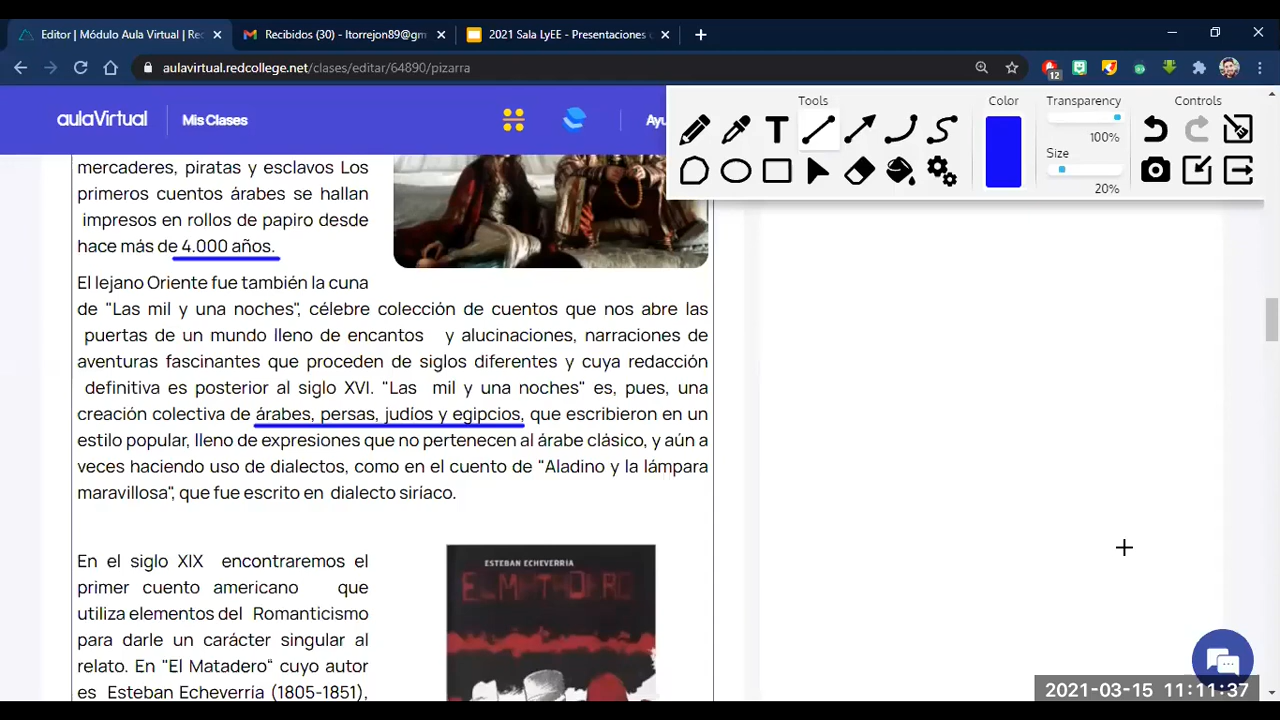 Editor | Módulo Aula Virtual | Rec
Recibidos (30) - ltorrejon89@gm
2021 Sala LyEE - Presentaciones
aulavirtual.redcollege.net/clases/editar/64890/pizarra
12
aulaVirtual
Mis Clases
Ayu
Tools
Color
Transparency
Controls
100%
Size
20%
mercaderes, piratas y esclavos Los
primeros cuentos árabes se hallan
impresos en rollos de papiro desde
hace más de 4.000 años.
El lejano Oriente fue también la cuna
de "Las mil y una noches", célebre colección de cuentos que nos abre las
puertas de un mundo lleno de encantos y alucinaciones, narraciones de
aventuras fascinantes que proceden de siglos diferentes y cuya redacción
definitiva es posterior al siglo XVI. "Las mil y una noches" es, pues, una
creación colectiva de árabes, persas, judíos y egipcios, que escribieron en un
estilo popular, lleno de expresiones que no pertenecen al árabe clásico, y aún a
veces haciendo uso de dialectos, como en el cuento de "Aladino y la lámpara
maravillosa", que fue escrito en dialecto siríaco.
En el siglo XIX encontraremos el
primer cuento americano que
utiliza elementos del Romanticismo
para darle un carácter singular al
relato. En "El Matadero" cuyo autor
es Esteban Echeverría (1805-1851),
ESTEBAN ECHEVERRÍA
EL MATADERO
2021-03-15 11:11:37